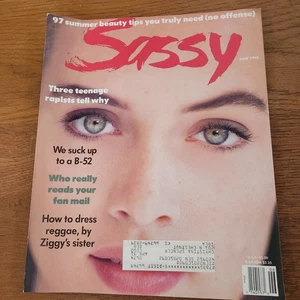 97 summer beauty tips you truly need (no offense)
Sassy
Three teenage
rapists tell why
We suck up
to a B-52
Who really
reads your
fan mail
How to dress
reggae, by
Ziggy's sister